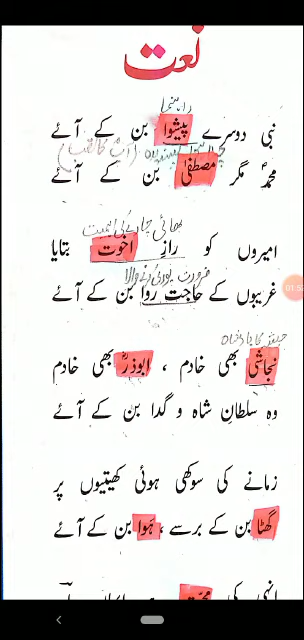 نعت
راہنما
نبی دوسرے پیشوا بن کے آئے
محمدؐ مگر مصطفیٰ بن کے آئے
بھائی چارے کی اہمیت
امیروں کو رازِ اخوت بتایا
ضرورت پوری کرنے والا
غریبوں کے حاجت روا بن کے آئے
حبشہ کا بادشاہ
نجاشی بھی خادم ، ابوذرؓ بھی خادم
وہ سلطانِ شاہ و گدا بن کے آئے
زمانے کی سوکھی ہوئی کھیتیوں پر
گھٹا بن کے برسے ، ہوا بن کے آئے